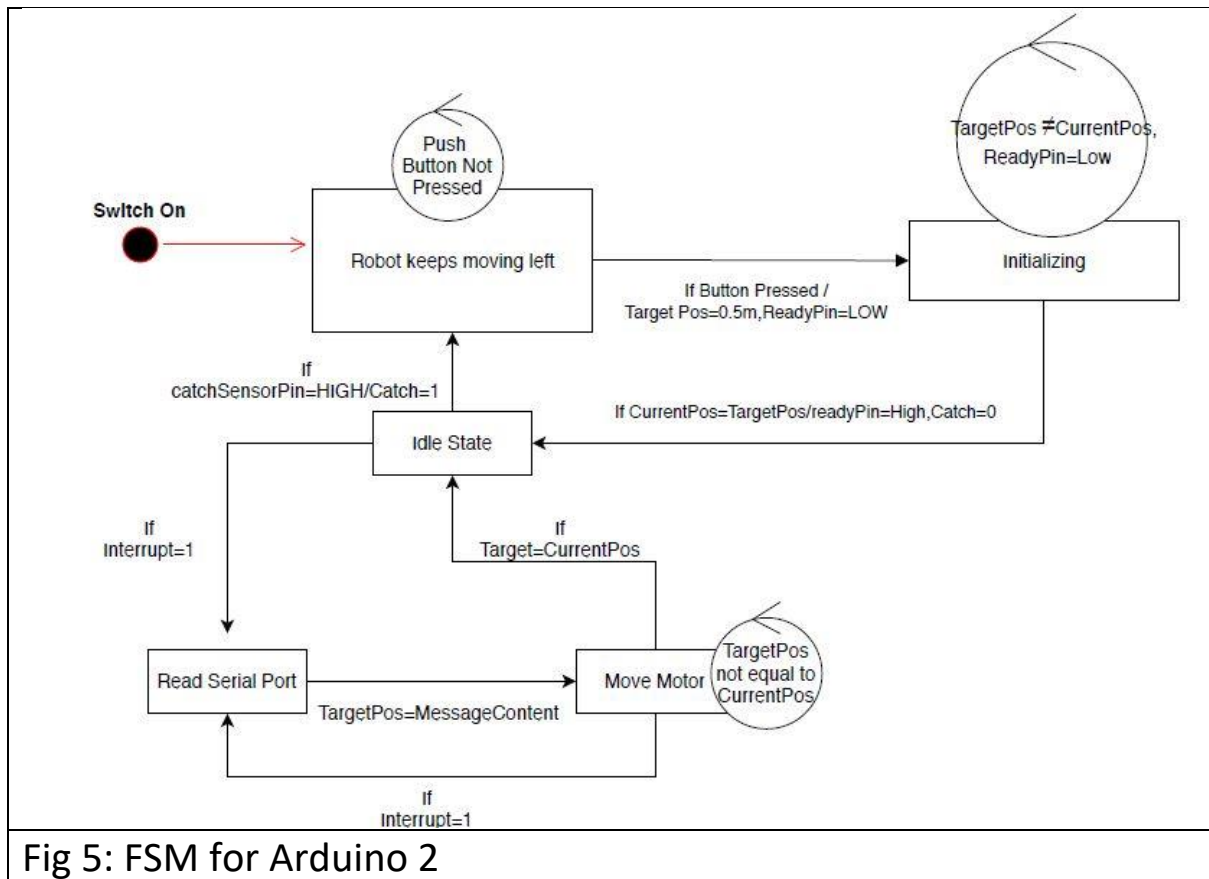 Push
Button Not
Pressed
TargetPos ≠CurrentPos,
ReadyPin=Low
Switch On
Robot keeps moving left
Initializing
If Button Pressed /
Target Pos=0.5m,ReadyPin=LOW
If
catchSensorPin=HIGH/Catch=1
If CurrentPos=TargetPos/readyPin=High,Catch=0
Idle State
If
Interrupt=1
If
Target=CurrentPos
Read Serial Port
Move Motor
TargetPos
not equal to
CurrentPos
TargetPos=MessageContent
If
Interrupt=1
Fig 5: FSM for Arduino 2